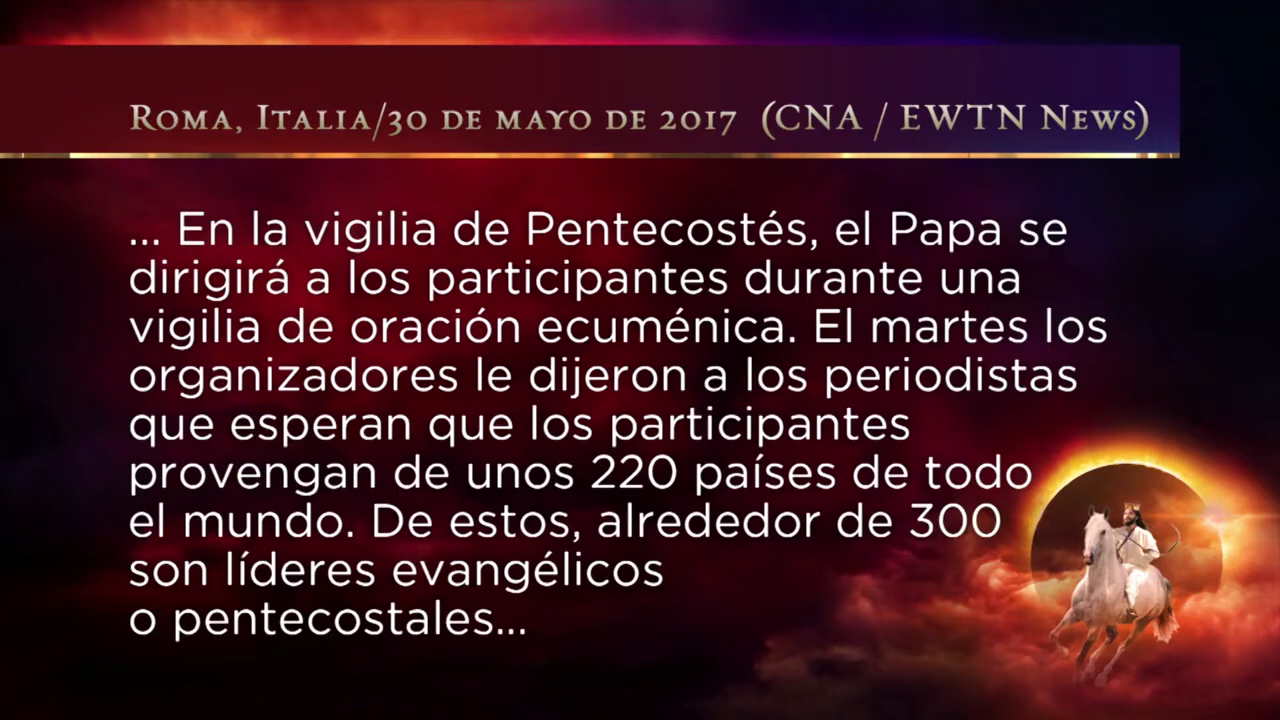 Roma, Italia/30 de mayo de 2017 (CNA / EWTN News)
... En la vigilia de Pentecostés, el Papa se
dirigirá a los participantes durante una
vigilia de oración ecuménica. El martes los
organizadores le dijeron a los periodistas
que esperan que los participantes
provengan de unos 220 países de todo
el mundo. De estos, alrededor de 300
son líderes evangélicos
o pentecostales...